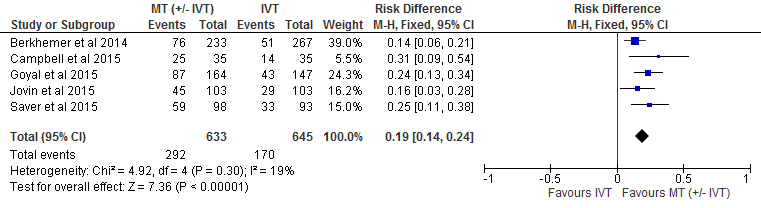 MT (+/- IVT) IVT Risk Difference Risk Difference
Study or Subgroup Events Total Events Total Weight M-H, Fixed, 95% CI M-H, Fixed, 95% CI
Berkhemer et al 2014 76 233 51 267 39.0% 0.14 [0.06, 0.21]
Campbell et al 2015 25 35 14 35 5.5% 0.31 [0.09, 0.54]
Goyal et al 2015 87 164 43 147 24.3% 0.24 [0.13, 0.34]
Jovin et al 2015 45 103 29 103 16.2% 0.16 [0.03, 0.28]
Saver et al 2015 59 98 33 93 15.0% 0.25 [0.11, 0.38]
Total (95% CI) 633 645 100.0% 0.19 [0.14, 0.24]
Total events 292 170
Heterogeneity: Chi² = 4.92, df = 4 (P = 0.30); I² = 19%
Test for overall effect: Z = 7.36 (P < 0.00001)
-1 -0.5 0 0.5 1
Favours IVT Favours MT (+/- IVT)